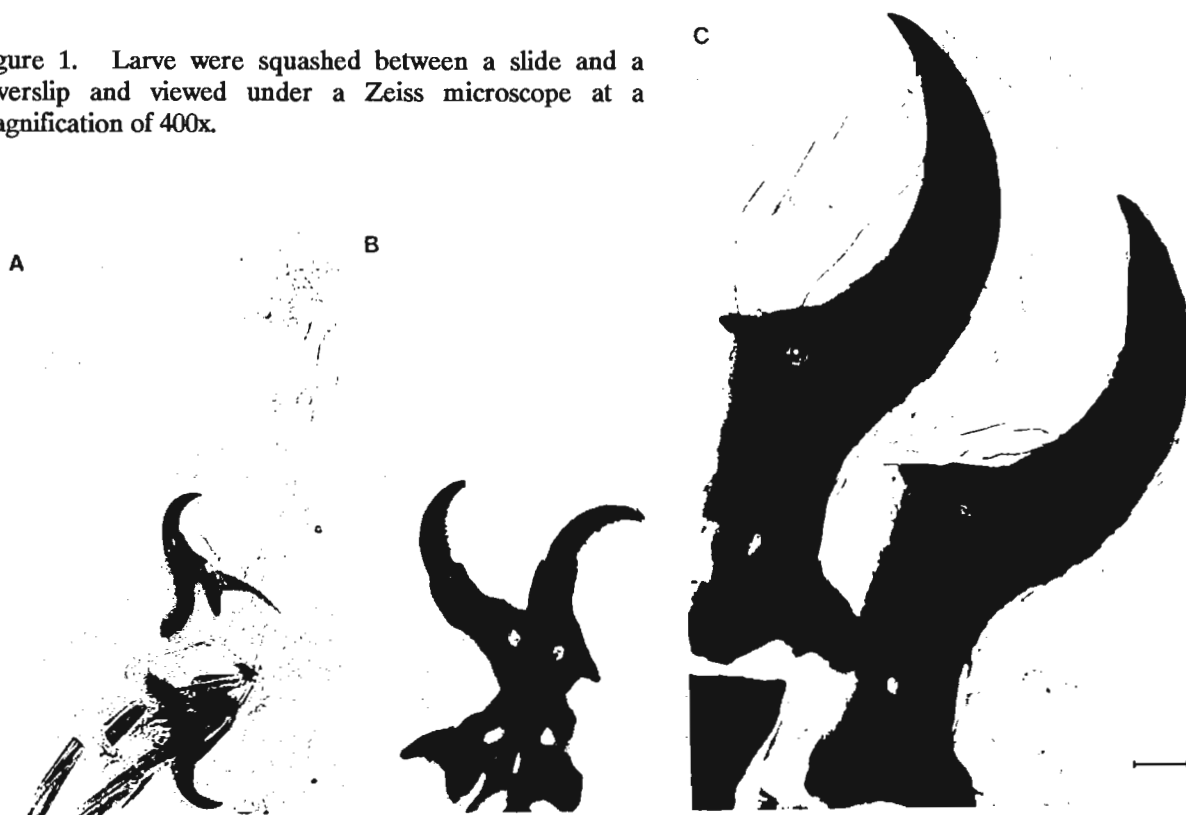 gure 1. Larve were squashed between a slide and a
verslip and viewed under a Zeiss microscope at a
agnification of 400x.
C
B
A